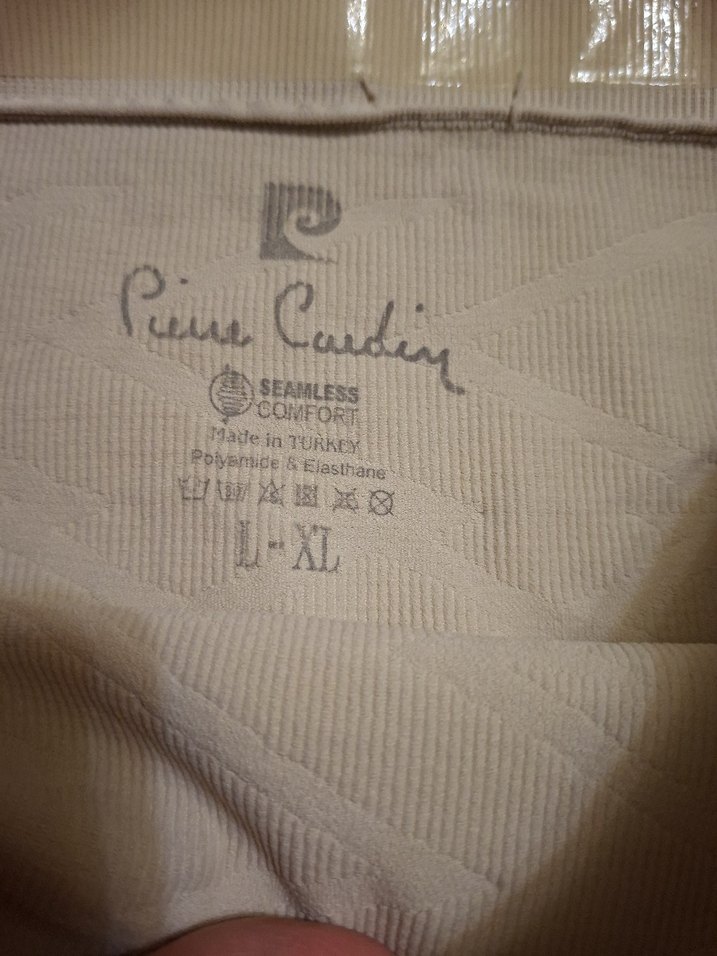 Pierre Cardin
SEAMLESS
COMFORT
Made in TURKEY
Polyamide & Elasthane
L - XL